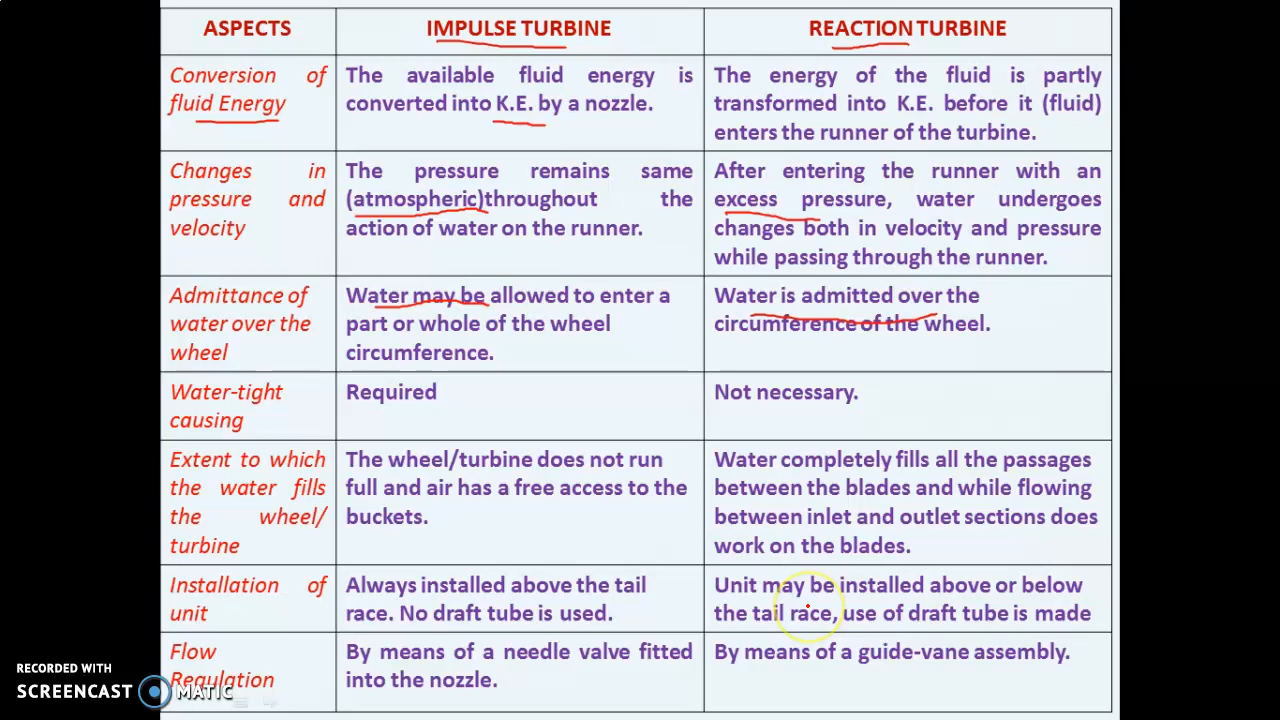 ASPECTS IMPULSE TURBINE REACTION TURBINE
Conversion of
fluid Energy
The available fluid energy is
converted into K.E. by a nozzle.
The energy of the fluid is partly
transformed into K.E. before it (fluid)
enters the runner of the turbine.
Changes in
pressure and
velocity
The pressure remains same
(atmospheric)throughout the
action of water on the runner.
After entering the runner with an
excess pressure, water undergoes
changes both in velocity and pressure
while passing through the runner.
Admittance of
water over the
wheel
Water may be allowed to enter a
part or whole of the wheel
circumference.
Water is admitted over the
circumference of the wheel.
Water-tight
causing
Required
Not necessary.
Extent to which
the water fills
the wheel/
turbine
The wheel/turbine does not run
full and air has a free access to the
buckets.
Water completely fills all the passages
between the blades and while flowing
between inlet and outlet sections does
work on the blades.
Installation of
unit
Always installed above the tail
race. No draft tube is used.
Unit may be installed above or below
the tail race, use of draft tube is made
Flow
Regulation
By means of a needle valve fitted
into the nozzle.
By means of a guide-vane assembly.
RECORDED WITH
SCREENCAST MATIC